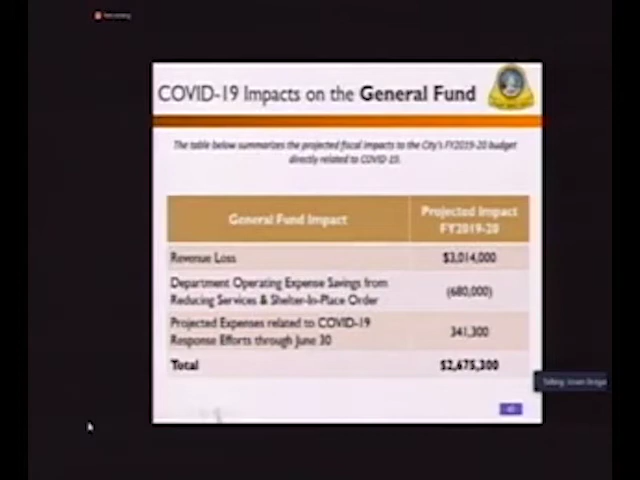 COVID-19 Impacts on the General Fund
The table below summarizes the projected fiscal impacts to the City's FY2019-20 budget
directly related to COVID-19.
General Fund Impact
Projected Impact
FY2019-20
Revenue Loss
$3,014,000
Department Operating Expense Savings from
Reducing Services & Shelter-In-Place Order
(680,000)
Projected Expenses related to COVID-19
Response Efforts through June 30
341,300
Total
$2,675,300
Talking: